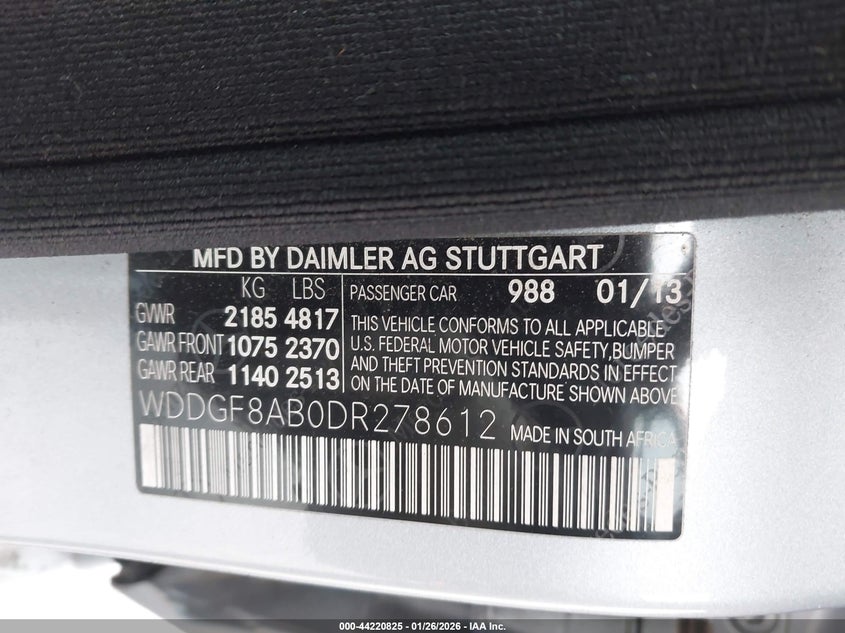 MFD BY DAIMLER AG STUTTGART
KG LBS
GVWR 2185 4817
GAWR FRONT 1075 2370
GAWR REAR 1140 2513
PASSENGER CAR 988 01/13
THIS VEHICLE CONFORMS TO ALL APPLICABLE
U.S. FEDERAL MOTOR VEHICLE SAFETY, BUMPER
AND THEFT PREVENTION STANDARDS IN EFFECT
ON THE DATE OF MANUFACTURE SHOWN ABOVE.
WDDGF8AB0DR278612 MADE IN SOUTH AFRICA
000-44220825 - 01/26/2026 - IAA Inc.